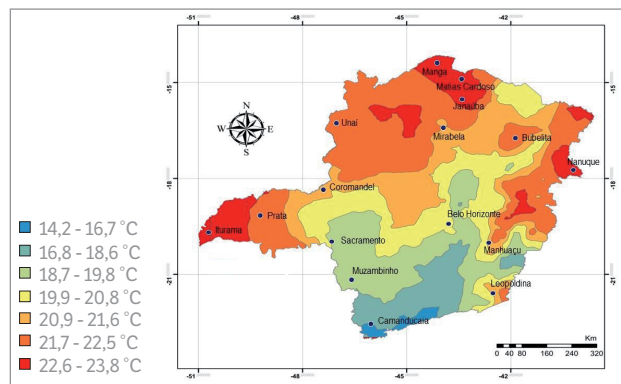 -51 -48 -45 -42
N
W E
S
-15
-18
-21
Manga
Matias Cardoso
Janaúba
Unaí
Mirabela
Bubelita
Nanuque
Coromandel
Prata
Iturama
Belo Horizonte
Sacramento
Manhuaçu
Muzambinho
Leopoldina
Camanducaia
14,2 - 16,7 °C
16,8 - 18,6 °C
18,7 - 19,8 °C
19,9 - 20,8 °C
20,9 - 21,6 °C
21,7 - 22,5 °C
22,6 - 23,8 °C
Km
0 40 80 160 240 320
-51 -48 -45 -42
-15
-18
-21